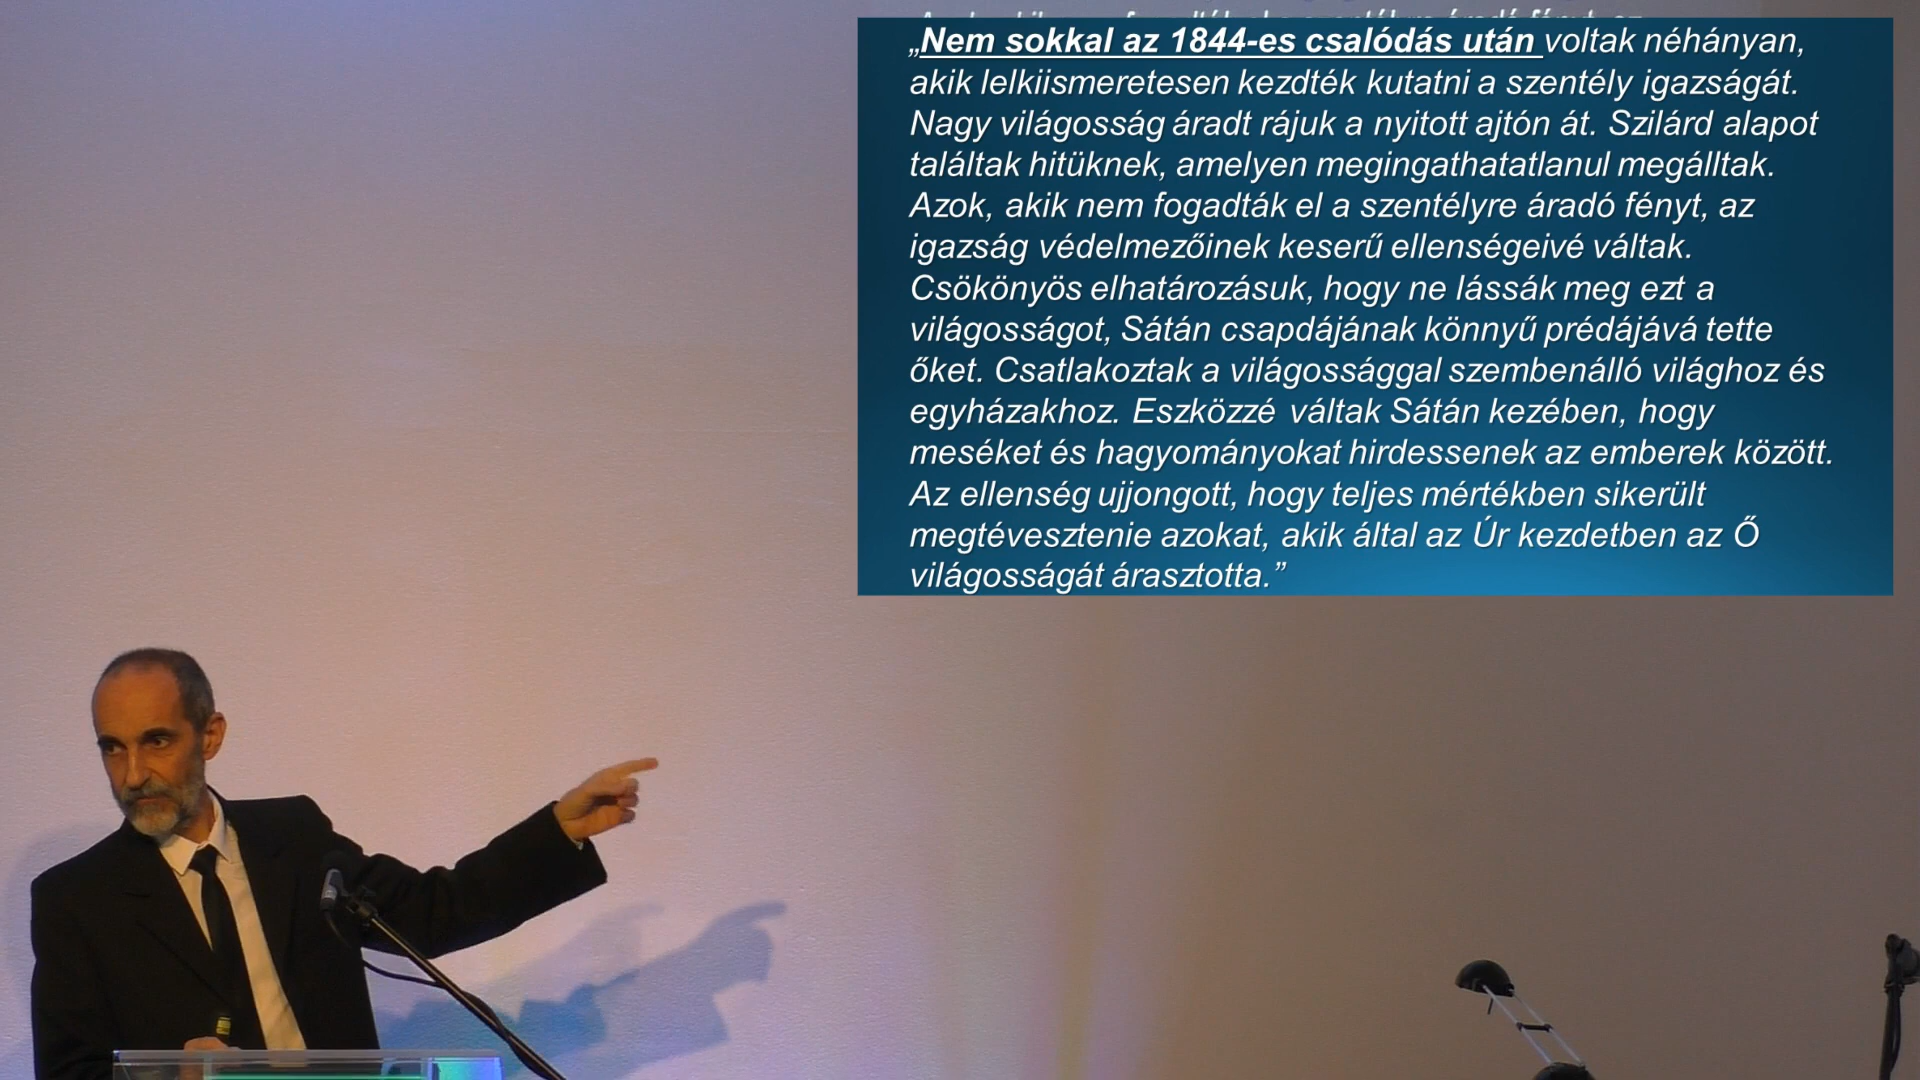 „Nem sokkal az 1844-es csalódás után voltak néhányan,
akik lelkiismeretesen kezdték kutatni a szentély igazságát.
Nagy világosság áradt rájuk a nyitott ajtón át. Szilárd alapot
találtak hitüknek, amelyen megingathatatlanul megálltak.
Azok, akik nem fogadták el a szentélyre áradó fényt, az
igazság védelmezőinek keserű ellenségeivé váltak.
Csökönyös elhatározásuk, hogy ne lássák meg ezt a
világosságot, Sátán csapdájának könnyű prédájává tette
őket. Csatlakoztak a világossággal szembenálló világhoz és
egyházakhoz. Eszközzé váltak Sátán kezében, hogy
meséket és hagyományokat hirdessenek az emberek között.
Az ellenség ujjongott, hogy teljes mértékben sikerült
megtévesztenie azokat, akik által az Úr kezdetben az Ő
világosságát árasztotta.”